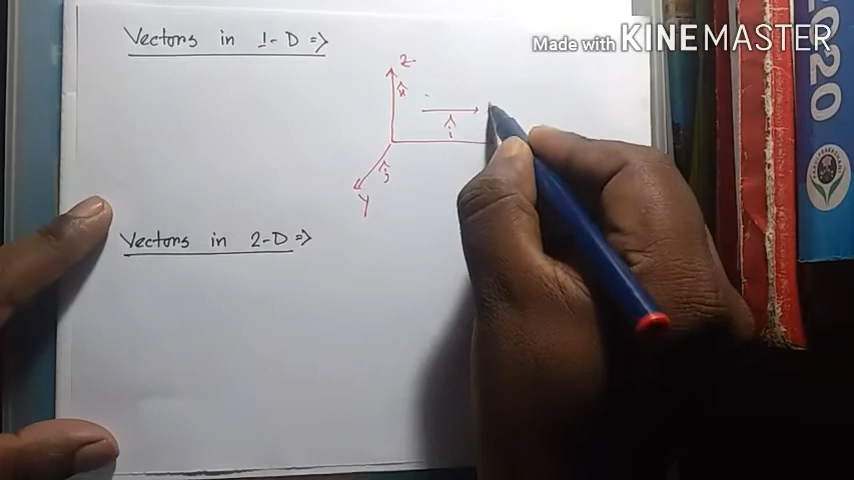 Vectors in 1-D ⇒
Made with KINEMASTER
2020
z
k̂
î
ĵ
y
Vectors in 2-D ⇒